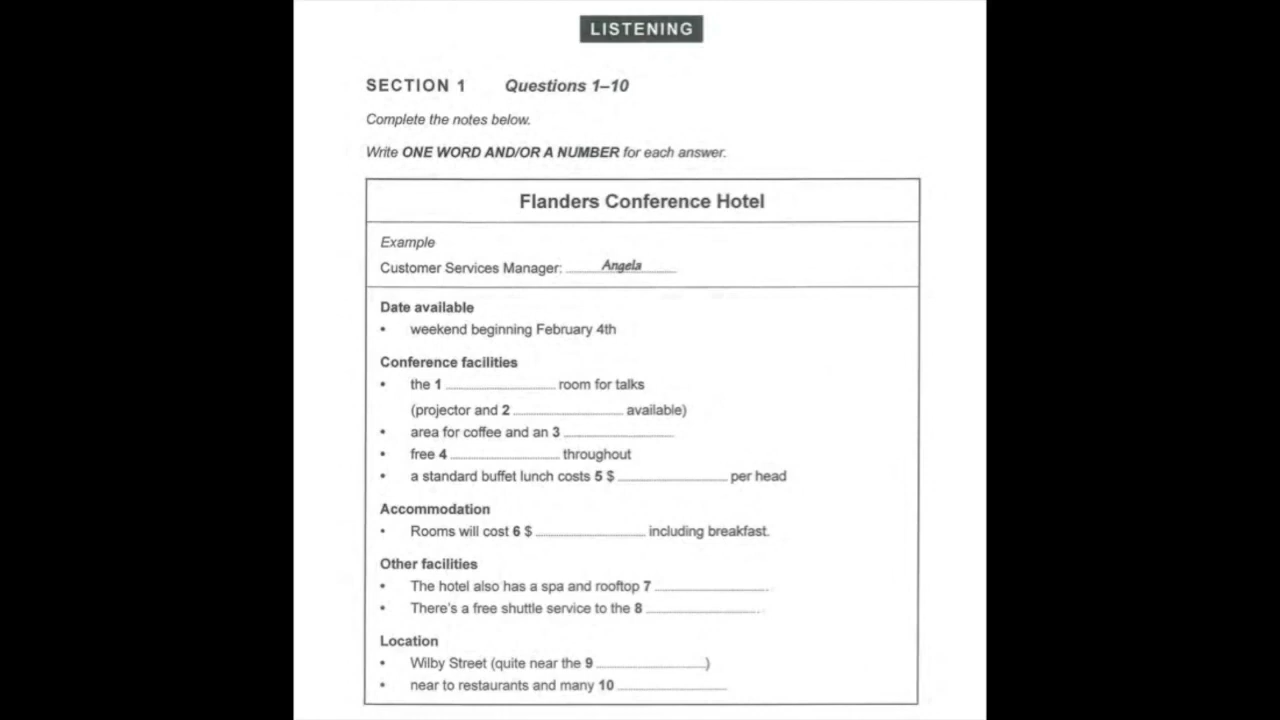 LISTENING
SECTION 1 Questions 1–10
Complete the notes below.
Write ONE WORD AND/OR A NUMBER for each answer.
Flanders Conference Hotel
Example
Customer Services Manager: Angela
Date available
• weekend beginning February 4th
Conference facilities
• the 1 .................... room for talks
(projector and 2 .................... available)
• area for coffee and an 3 ....................
• free 4 .................... throughout
• a standard buffet lunch costs 5 $ .................... per head
Accommodation
• Rooms will cost 6 $ .................... including breakfast.
Other facilities
• The hotel also has a spa and rooftop 7 ....................
• There's a free shuttle service to the 8 ....................
Location
• Wilby Street (quite near the 9 ....................)
• near to restaurants and many 10 ....................